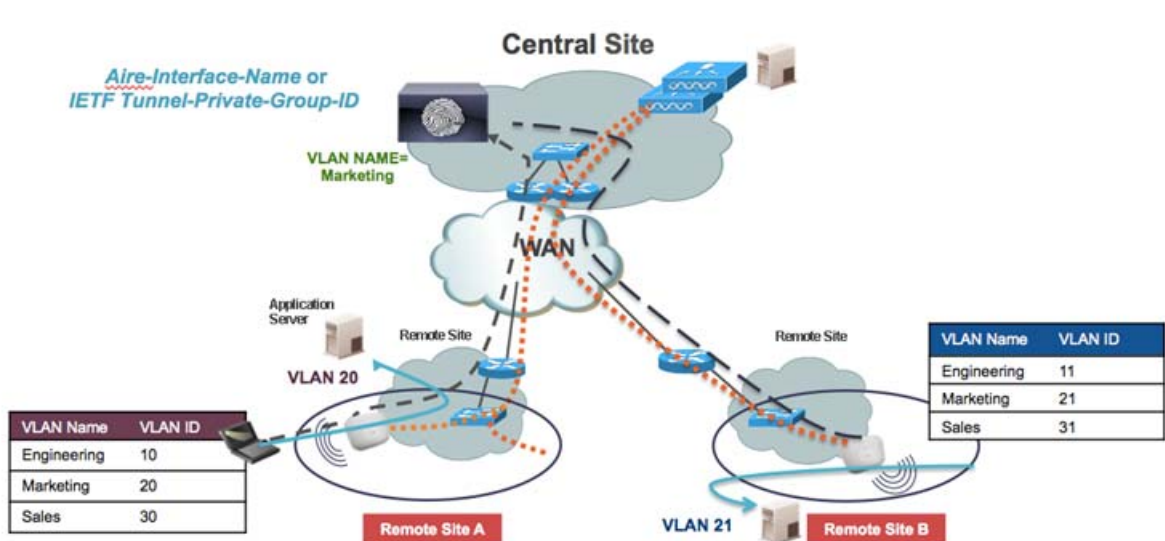 Central Site
Aire-Interface-Name or
IETF Tunnel-Private-Group-ID
VLAN NAME=
Marketing
WAN
Application
Server
Remote Site
VLAN 20
Remote Site
VLAN Name VLAN ID
Engineering 11
Marketing 21
Sales 31
VLAN Name VLAN ID
Engineering 10
Marketing 20
Sales 30
Remote Site A
VLAN 21
Remote Site B